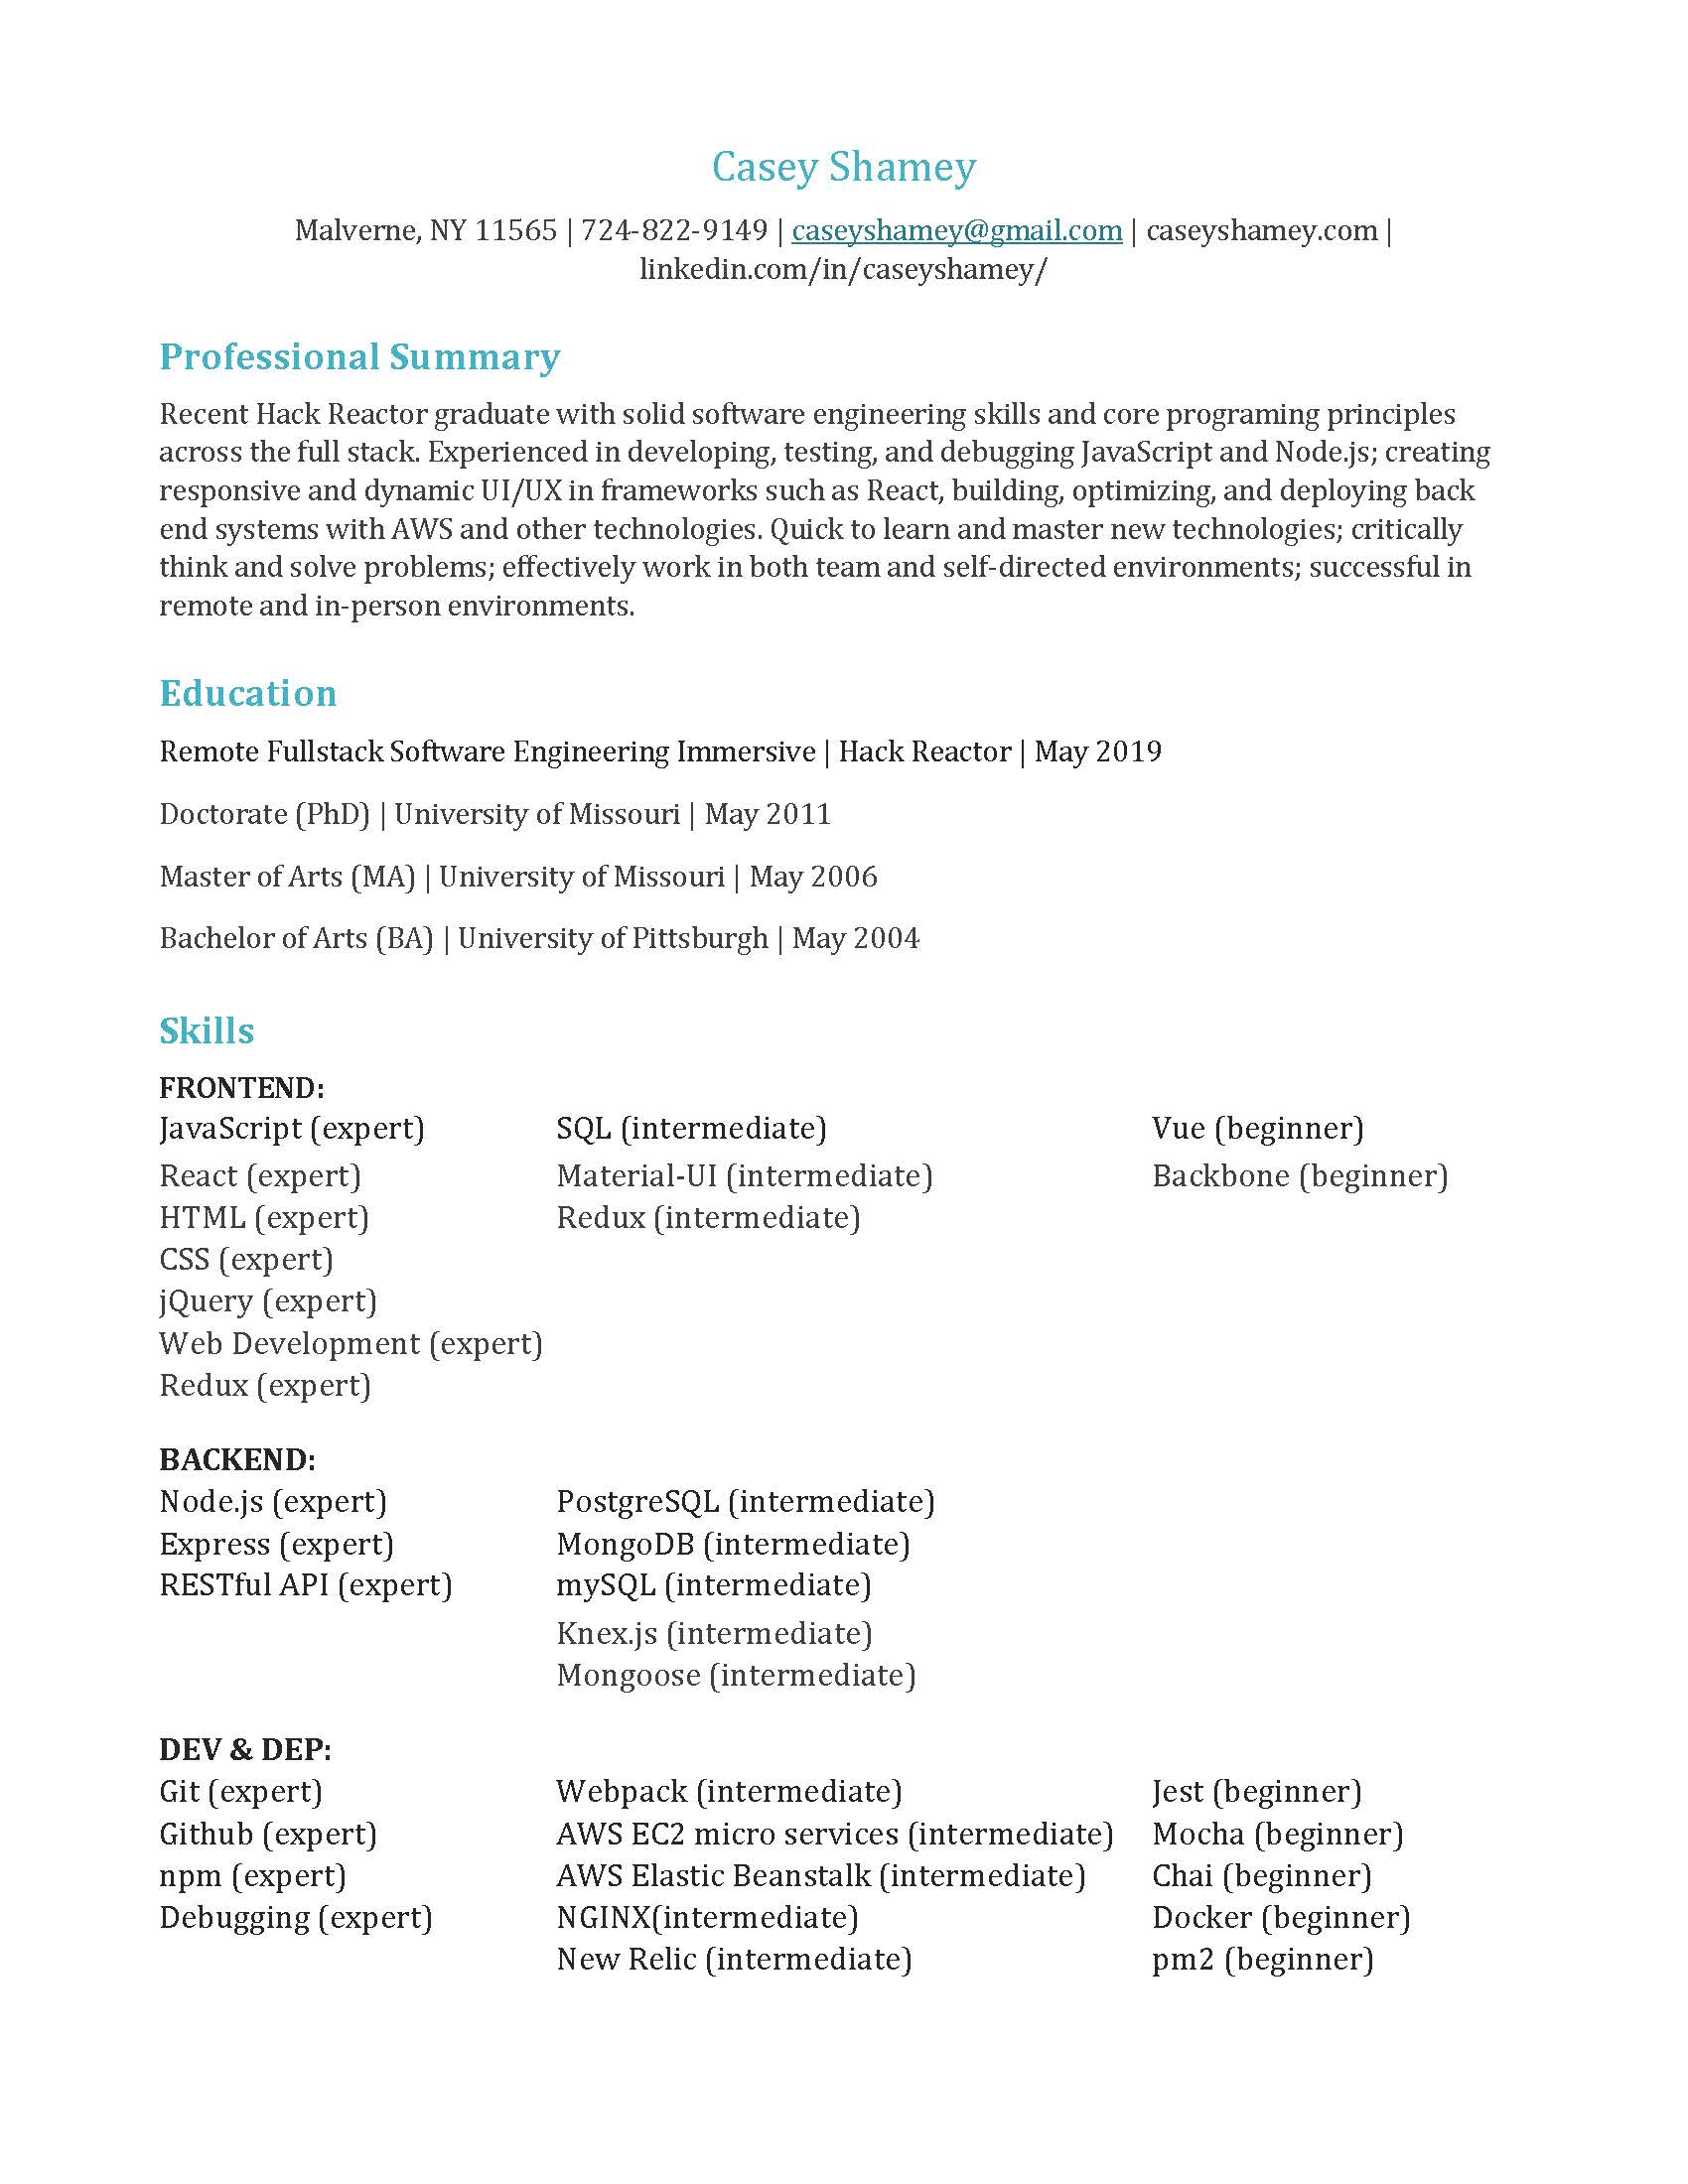 Casey Shamey
Malverne, NY 11565 | 724-822-9149 | caseyshamey@gmail.com | caseyshamey.com |
linkedin.com/in/caseyshamey/
Professional Summary
Recent Hack Reactor graduate with solid software engineering skills and core programing principles
across the full stack. Experienced in developing, testing, and debugging JavaScript and Node.js; creating
responsive and dynamic UI/UX in frameworks such as React, building, optimizing, and deploying back
end systems with AWS and other technologies. Quick to learn and master new technologies; critically
think and solve problems; effectively work in both team and self-directed environments; successful in
remote and in-person environments.
Education
Remote Fullstack Software Engineering Immersive | Hack Reactor | May 2019
Doctorate (PhD) | University of Missouri | May 2011
Master of Arts (MA) | University of Missouri | May 2006
Bachelor of Arts (BA) | University of Pittsburgh | May 2004
Skills
FRONTEND:
JavaScript (expert) SQL (intermediate) Vue (beginner)
React (expert) Material-UI (intermediate) Backbone (beginner)
HTML (expert) Redux (intermediate)
CSS (expert)
jQuery (expert)
Web Development (expert)
Redux (expert)
BACKEND:
Node.js (expert) PostgreSQL (intermediate)
Express (expert) MongoDB (intermediate)
RESTful API (expert) mySQL (intermediate)
Knex.js (intermediate)
Mongoose (intermediate)
DEV & DEP:
Git (expert) Webpack (intermediate) Jest (beginner)
Github (expert) AWS EC2 micro services (intermediate) Mocha (beginner)
npm (expert) AWS Elastic Beanstalk (intermediate) Chai (beginner)
Debugging (expert) NGINX(intermediate) Docker (beginner)
New Relic (intermediate) pm2 (beginner)